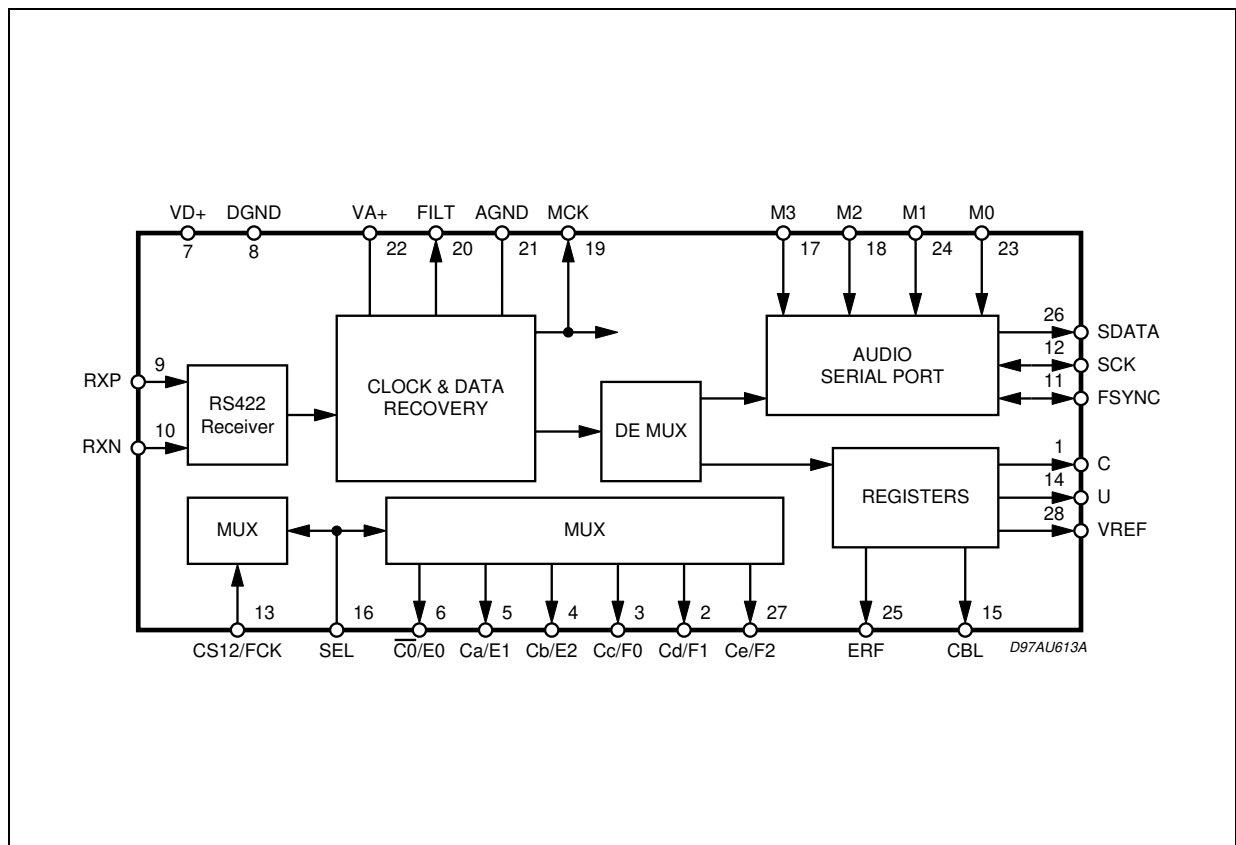 VD+ DGND VA+ FILT AGND MCK M3 M2 M1 M0
7 8 22 20 21 19 17 18 24 23
26 SDATA
12 SCK
11 FSYNC
AUDIO
SERIAL PORT
RXP 9
RXN 10
RS422
Receiver
CLOCK & DATA
RECOVERY
DE MUX
REGISTERS
1 C
14 U
28 VREF
MUX
MUX
13 16 6 5 4 3 2 27 25 15
CS12/FCK SEL C̅0̅/E0 Ca/E1 Cb/E2 Cc/F0 Cd/F1 Ce/F2 ERF CBL
D97AU613A